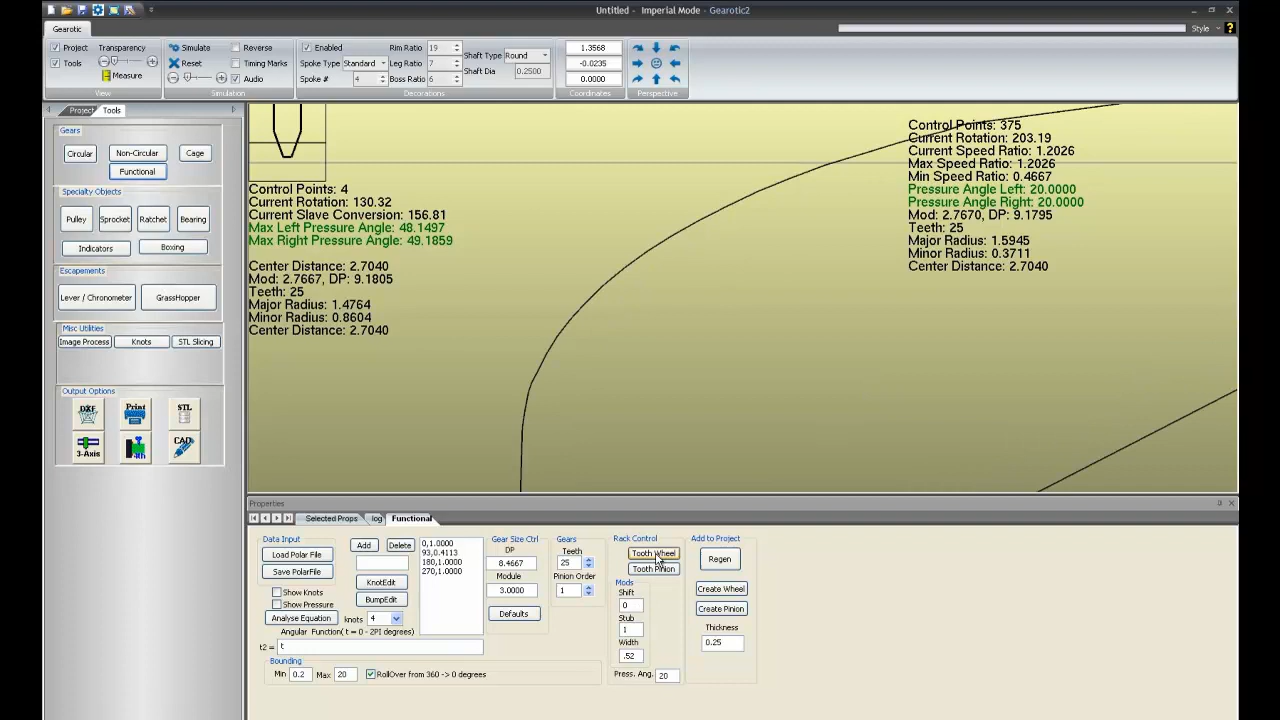 Untitled - Imperial Mode - Gearotic2
Gearotic
Style
Project
Transparency
Tools
Measure
View
Simulate
Reverse
Reset
Timing Marks
Audio
Simulation
Enabled
Rim Ratio
19
Spoke Type
Standard
Leg Ratio
7
Spoke #
4
Boss Ratio
6
Shaft Type
Round
Shaft Dia
0.2500
Decorations
1.3568
-0.0235
0.0000
Coordinates
Perspective
Project
Tools
Gears
Circular
Non-Circular
Cage
Functional
Specialty Objects
Pulley
Sprocket
Ratchet
Bearing
Indicators
Boxing
Escapements
Lever / Chronometer
GrassHopper
Misc Utilities
Image Process
Knots
STL Slicing
Output Options
DXF
Print
STL
3-Axis
4th
CAD
Control Points: 4
Current Rotation: 130.32
Current Slave Conversion: 156.81
Max Left Pressure Angle: 48.1497
Max Right Pressure Angle: 49.1859
Center Distance: 2.7040
Mod: 2.7667, DP: 9.1805
Teeth: 25
Major Radius: 1.4764
Minor Radius: 0.8604
Center Distance: 2.7040
Control Points: 375
Current Rotation: 203.19
Current Speed Ratio: 1.2026
Max Speed Ratio: 1.2026
Min Speed Ratio: 0.4667
Pressure Angle Left: 20.0000
Pressure Angle Right: 20.0000
Mod: 2.7670, DP: 9.1795
Teeth: 25
Major Radius: 1.5945
Minor Radius: 0.3711
Center Distance: 2.7040
Properties
Selected Props
log
Functional
Data Input
Load Polar File
Save PolarFile
Show Knots
Show Pressure
Analyse Equation
Add
Delete
KnotEdit
BumpEdit
knots
4
0,1.0000
93,0.4113
180,1.0000
270,1.0000
Angular Function( t = 0 - 2PI degrees)
t2 =
t
Bounding
Min
0.2
Max
20
RollOver from 360 -> 0 degrees
Gear Size Ctrl
DP
8.4667
Module
3.0000
Defaults
Gears
Teeth
25
Pinion Order
1
Rack Control
Tooth Wheel
Tooth Pinion
Mods
Shift
0
Stub
1
Width
.52
Press. Ang.
20
Add to Project
Regen
Create Wheel
Create Pinion
Thickness
0.25